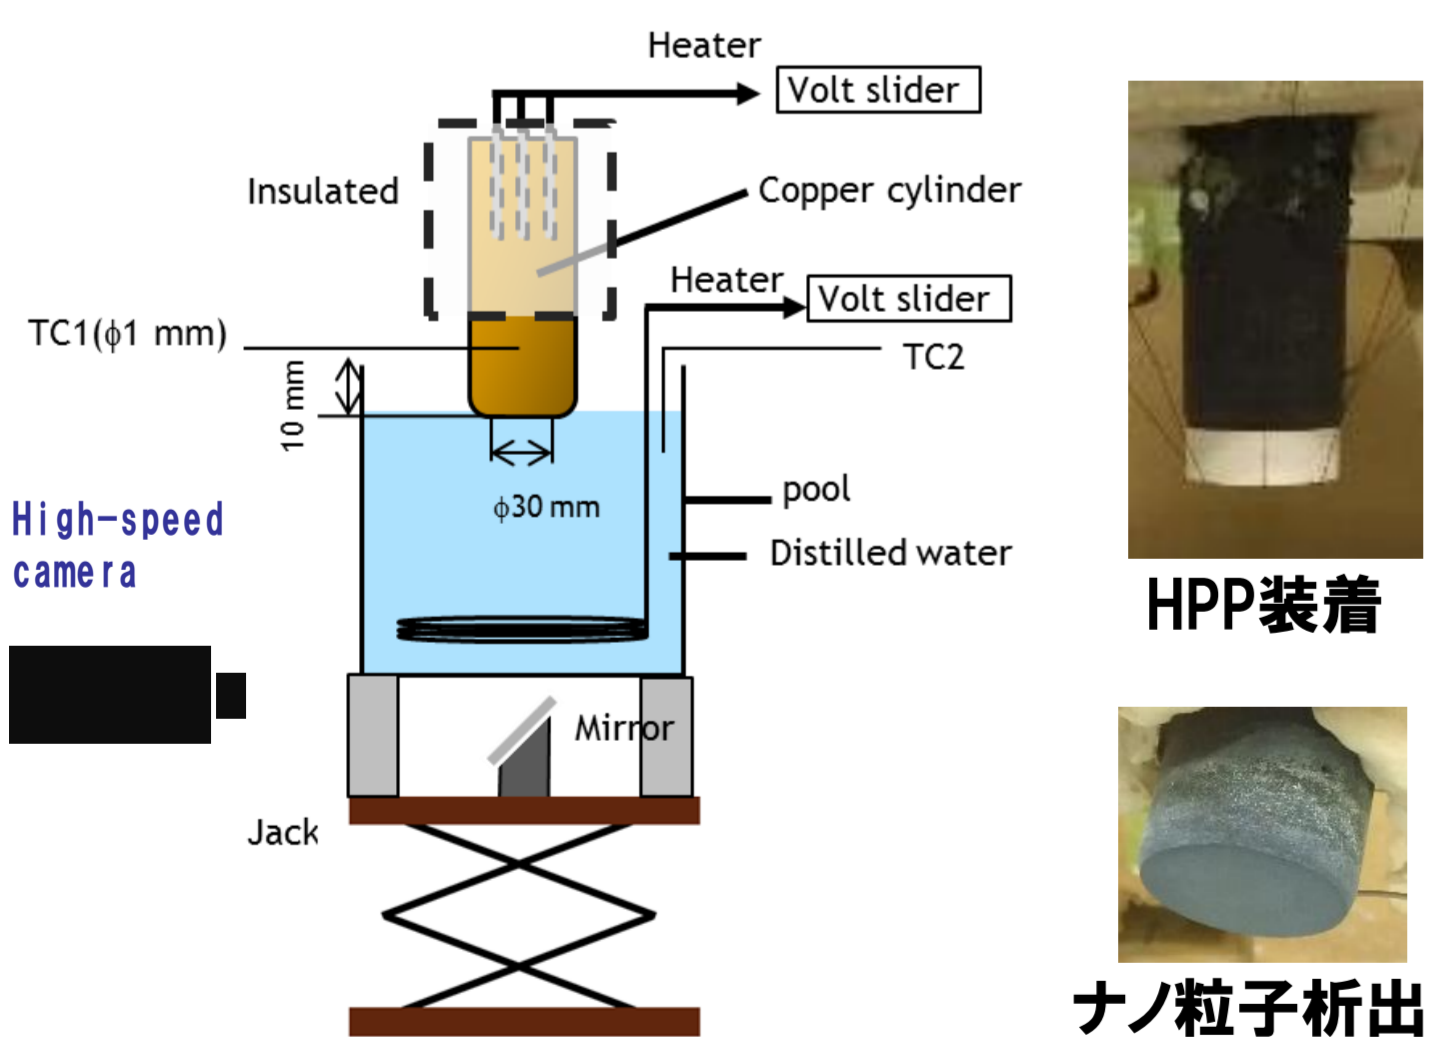 Heater
Volt slider
Insulated
Copper cylinder
Heater
Volt slider
TC1(ϕ1 mm)
TC2
10 mm
ϕ30 mm
pool
Distilled water
High-speed
camera
Mirror
Jack
HPP装着
ナノ粒子析出